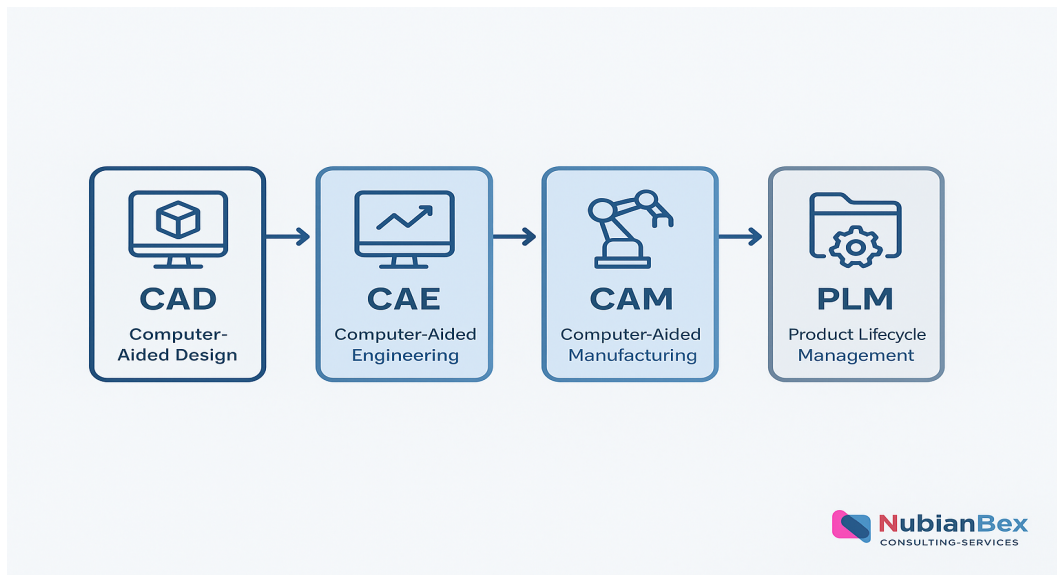 CAD
Computer-
Aided Design
CAE
Computer-Aided
Engineering
CAM
Computer-Aided
Manufacturing
PLM
Product Lifecycle
Management
NubianBex
CONSULTING-SERVICES